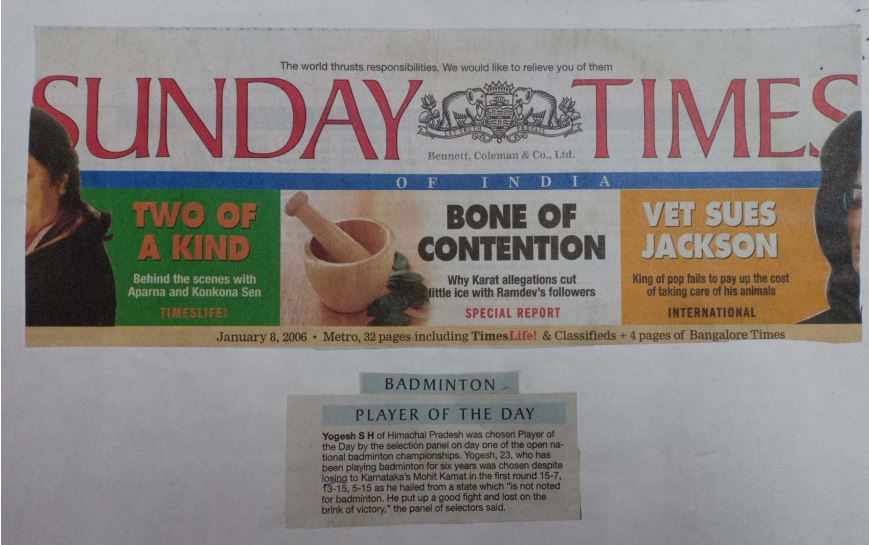 The world thrusts responsibilities. We would like to relieve you of them
SUNDAY TIMES
LET TRUTH PREVAIL
Bennett, Coleman & Co., Ltd.
OF INDIA
TWO OF
A KIND
Behind the scenes with
Aparna and Konkona Sen
TIMESLIFE!
BONE OF
CONTENTION
Why Karat allegations cut
little ice with Ramdev's followers
SPECIAL REPORT
VET SUES
JACKSON
King of pop fails to pay up the cost
of taking care of his animals
INTERNATIONAL
January 8, 2006 • Metro, 32 pages including TimesLife! & Classifieds + 4 pages of Bangalore Times
BADMINTON
PLAYER OF THE DAY
Yogesh S H of Himachal Pradesh was chosen Player of
the Day by the selection panel on day one of the open na-
tional badminton championships. Yogesh, 23, who has
been playing badminton for six years was chosen despite
losing to Karnataka's Mohit Kamat in the first round 15-7,
13-15, 5-15 as he hailed from a state which "is not noted
for badminton. He put up a good fight and lost on the
brink of victory," the panel of selectors said.